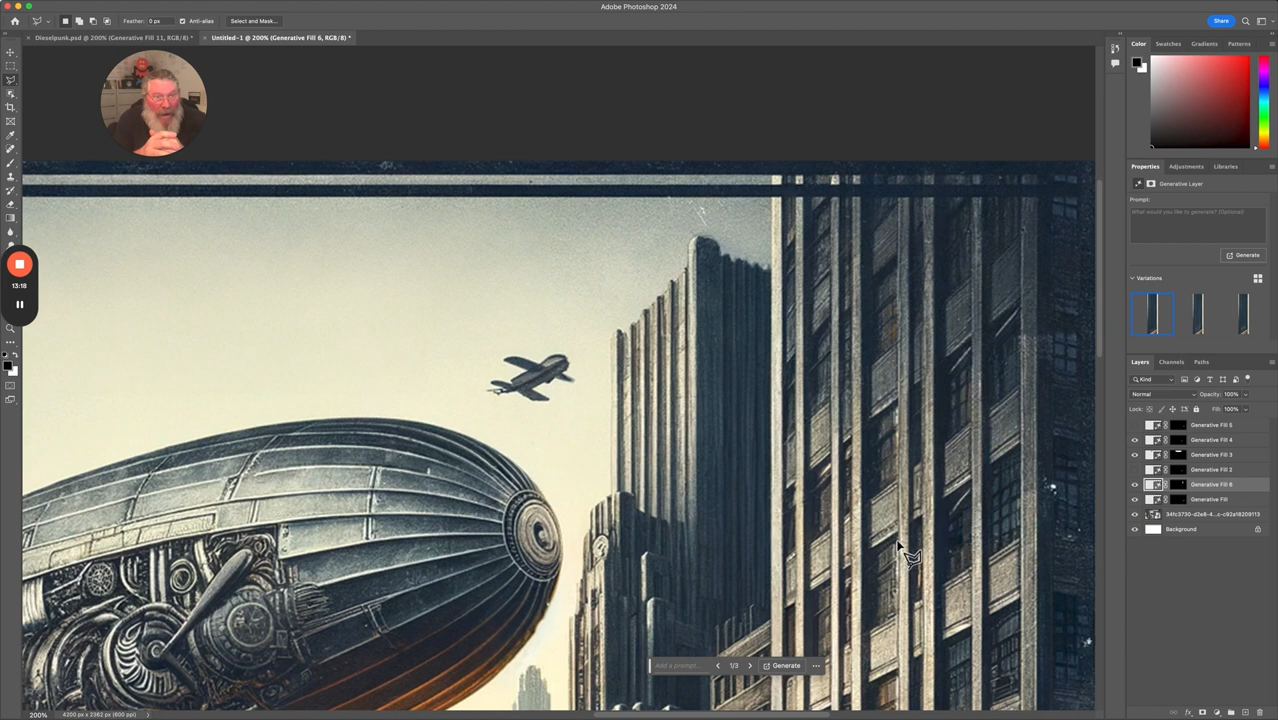 Adobe Photoshop 2024
Feather: 0 px
Anti-alias
Select and Mask...
Share
Dieselpunk.psd @ 200% (Generative Fill 11, RGB/8) *
Untitled-1 @ 200% (Generative Fill 6, RGB/8) *
Color
Swatches
Gradients
Patterns
Properties
Adjustments
Libraries
Generative Layer
Prompt:
What would you like to generate? (Optional)
Generate
Variations
13:18
Layers
Channels
Paths
Kind
Normal
Opacity: 100%
Lock:
Fill: 100%
Generative Fill 5
Generative Fill 4
Generative Fill 3
Generative Fill 2
Generative Fill 6
Generative Fill
34fc3730-d2e8-4...c-c92a18209113
Background
Add a prompt...
1/3
Generate
200%
4200 px x 2362 px (600 ppi)